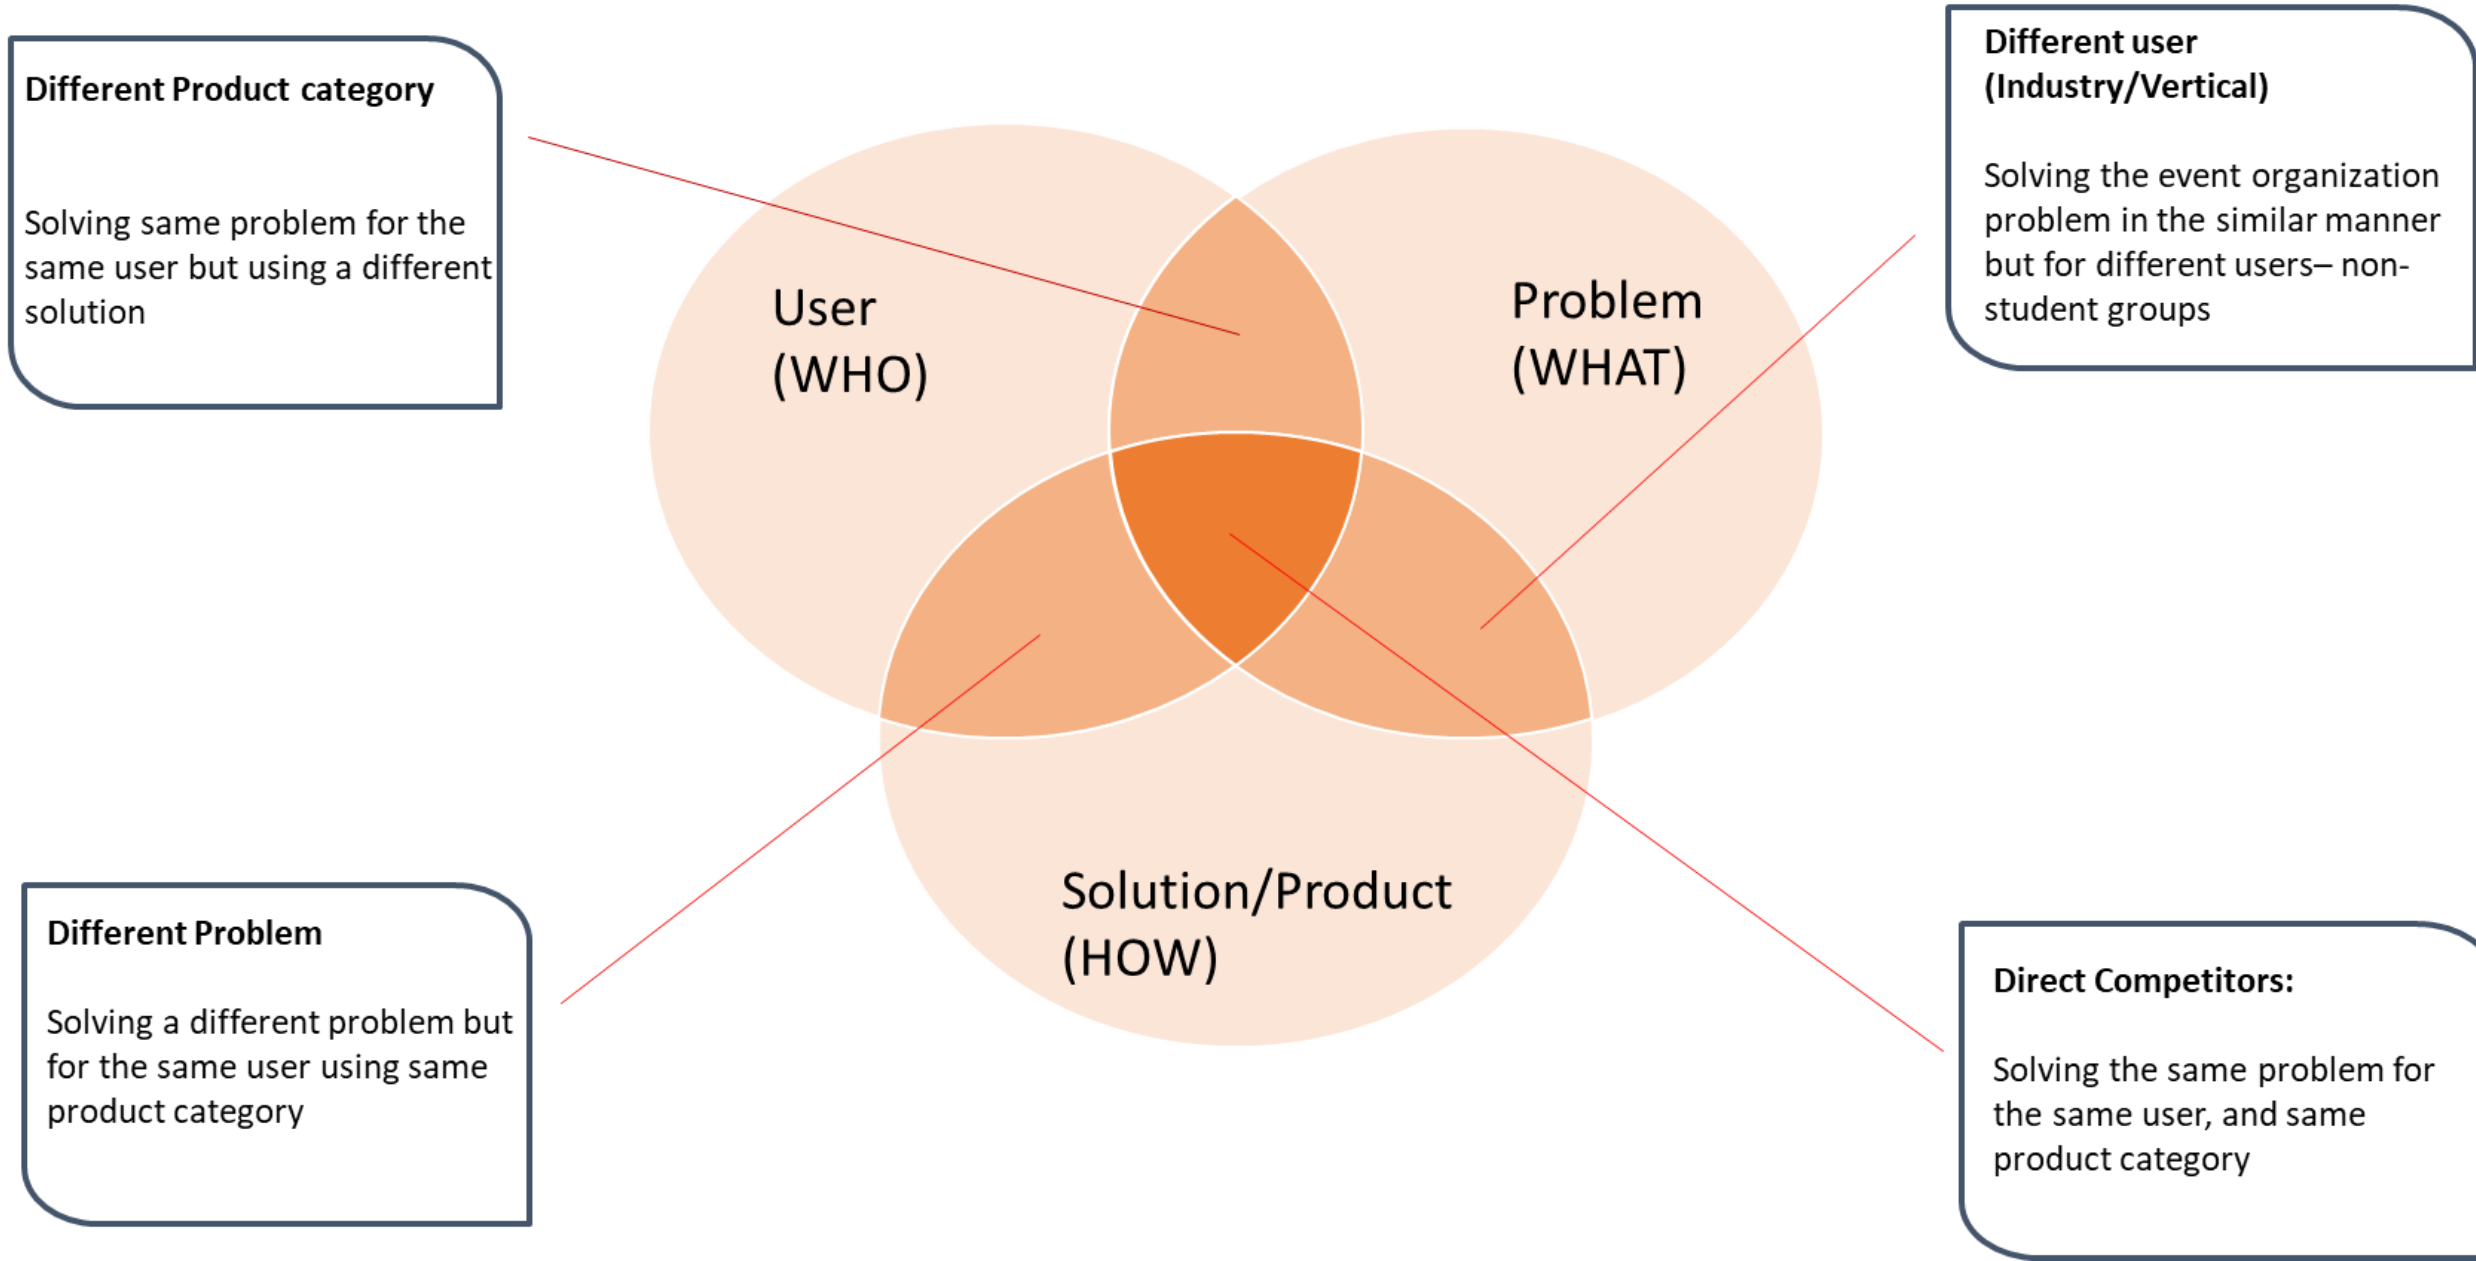 Different Product category
Solving same problem for the
same user but using a different
solution
Different user
(Industry/Vertical)
Solving the event organization
problem in the similar manner
but for different users– non-
student groups
User
(WHO)
Problem
(WHAT)
Solution/Product
(HOW)
Different Problem
Solving a different problem but
for the same user using same
product category
Direct Competitors:
Solving the same problem for
the same user, and same
product category